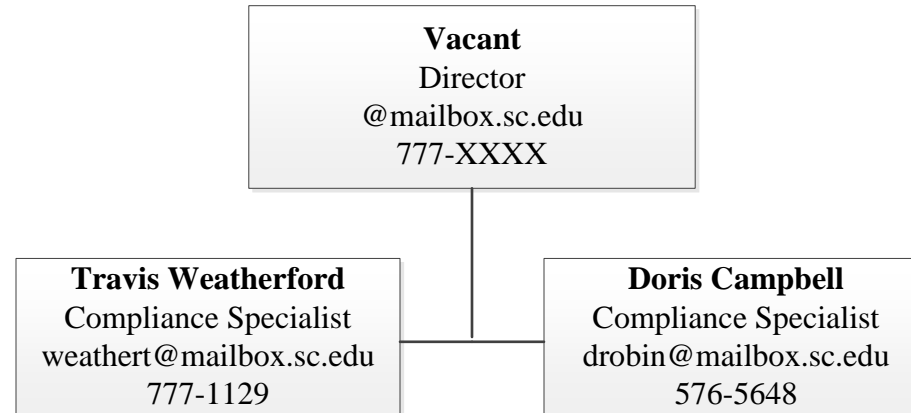 Vacant
Director
@mailbox.sc.edu
777-XXXX
Travis Weatherford
Compliance Specialist
weathert@mailbox.sc.edu
777-1129
Doris Campbell
Compliance Specialist
drobin@mailbox.sc.edu
576-5648